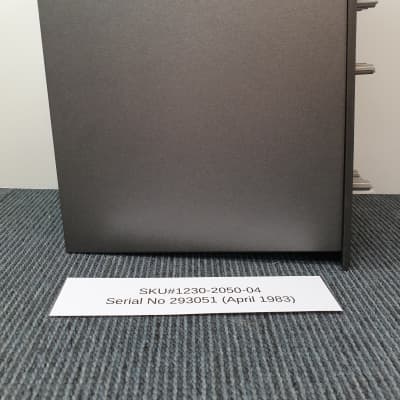 SKU#1230-2050-04
Serial No 293051 (April 1983)